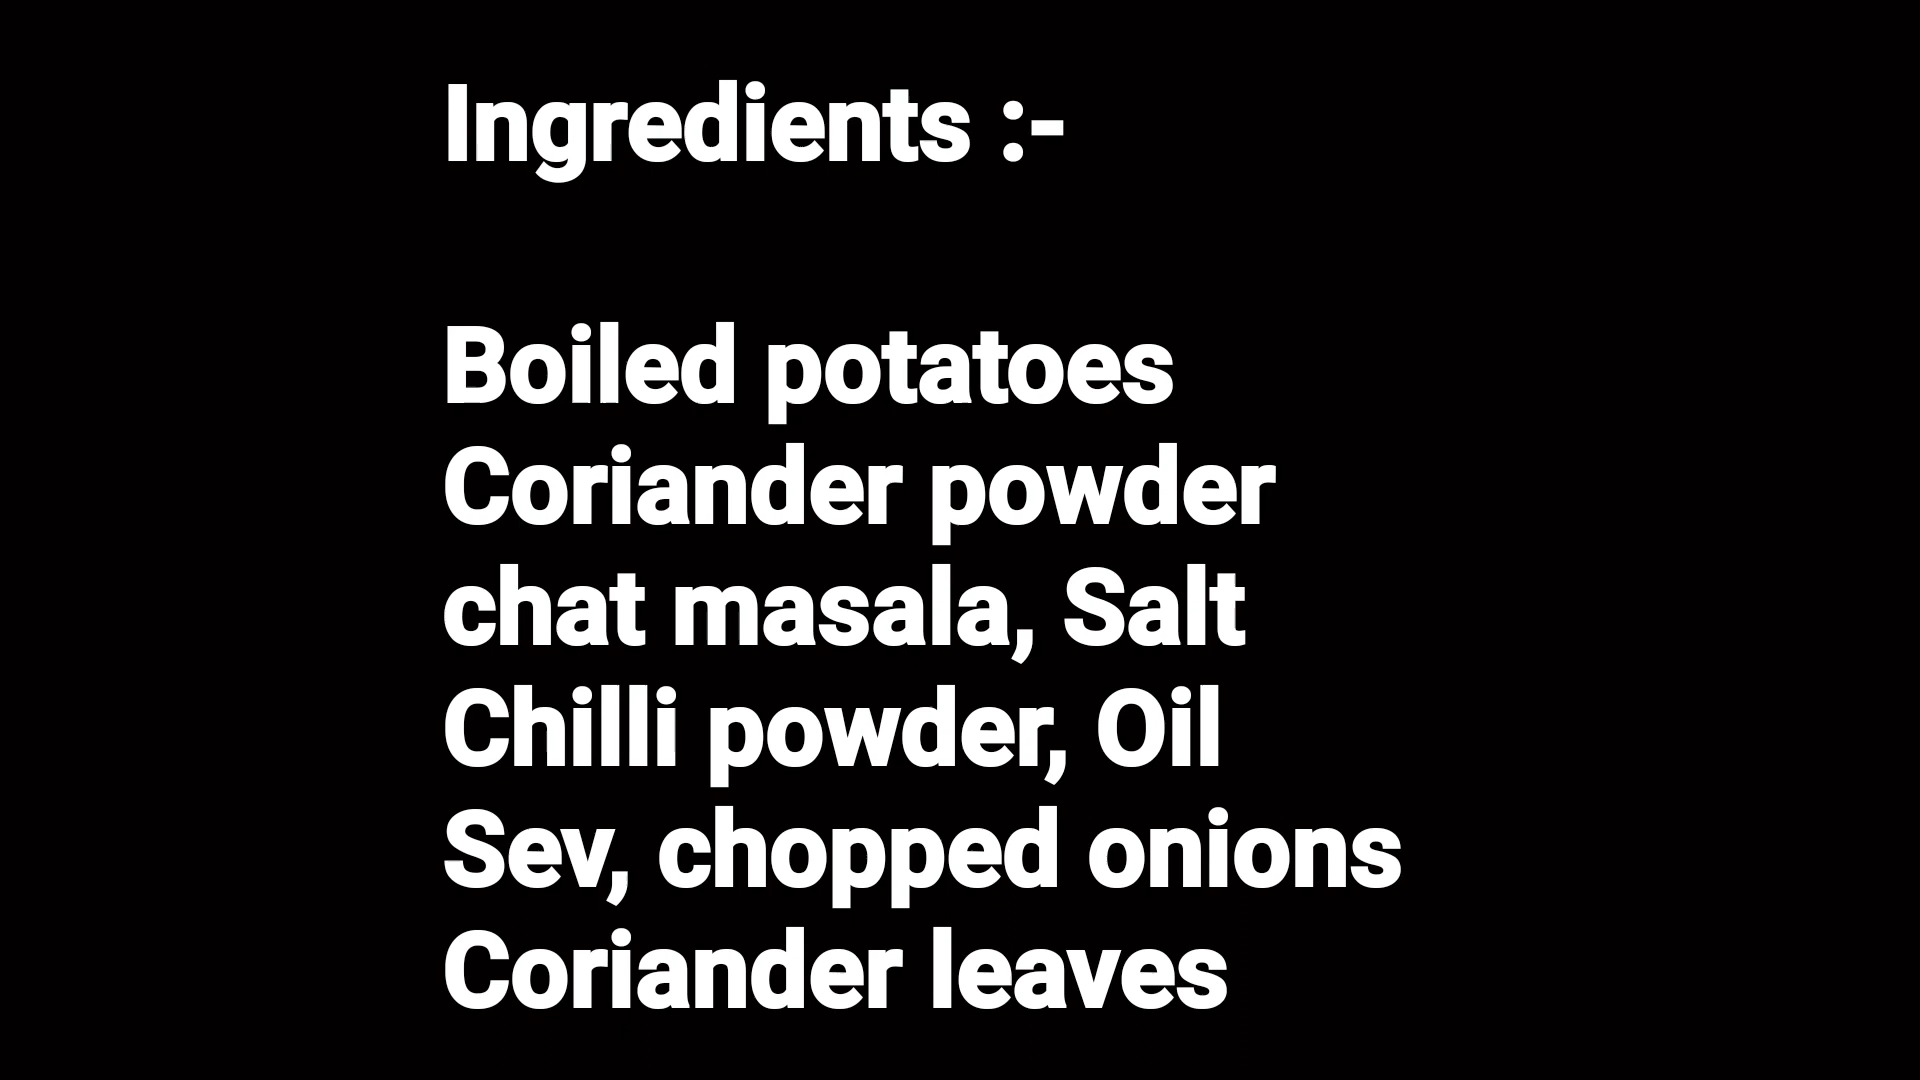 Ingredients :-
Boiled potatoes
Coriander powder
chat masala, Salt
Chilli powder, Oil
Sev, chopped onions
Coriander leaves